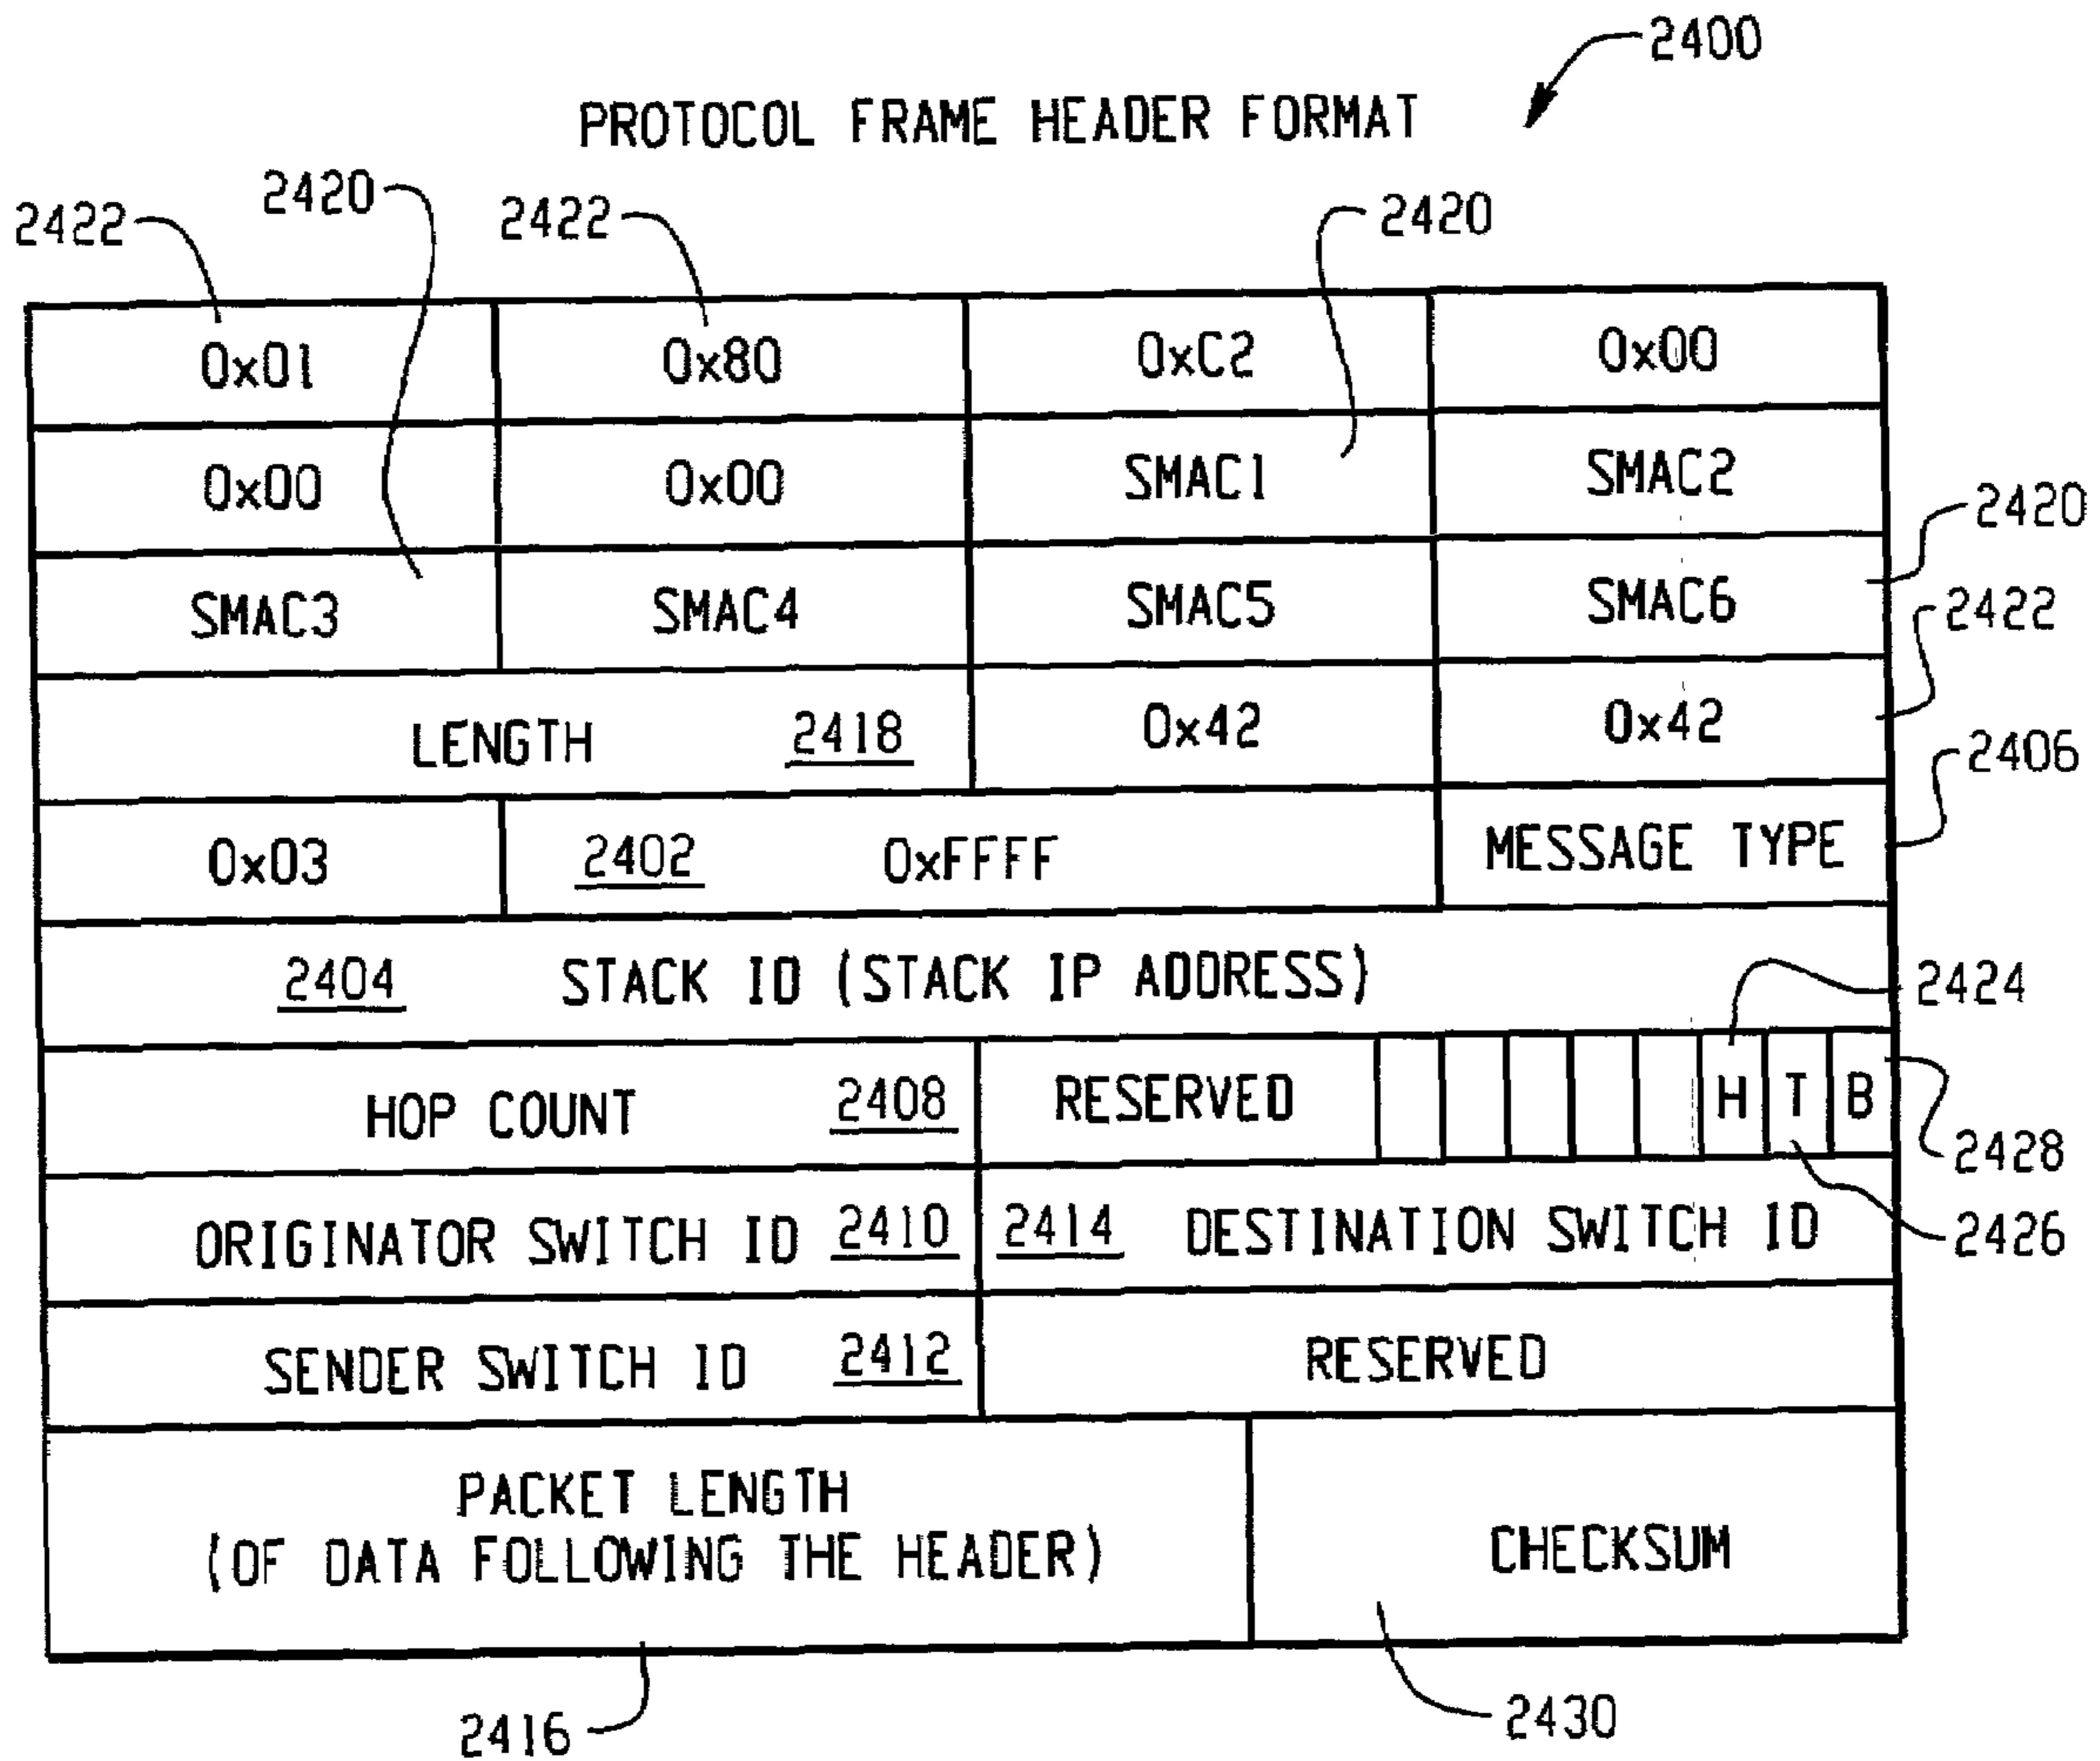 2400
PROTOCOL FRAME HEADER FORMAT
2422 2420 2422 2420
0x01 0x80 0xC2 0x00
0x00 0x00 SMAC1 SMAC2
2420
SMAC3 SMAC4 SMAC5 SMAC6
2422
LENGTH 2418 0x42 0x42
2406
0x03 2402 0xFFFF MESSAGE TYPE
2404 STACK ID (STACK IP ADDRESS)
2424
HOP COUNT 2408 RESERVED H T B
2428
ORIGINATOR SWITCH ID 2410 2414 DESTINATION SWITCH ID
2426
SENDER SWITCH ID 2412 RESERVED
PACKET LENGTH
(OF DATA FOLLOWING THE HEADER) CHECKSUM
2416 2430